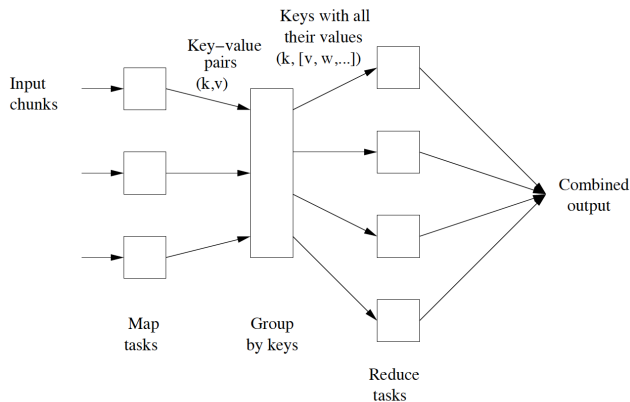 Keys with all
their values
(k, [v, w,...])
Key−value
pairs
(k,v)
Input
chunks
Combined
output
Map
tasks
Group
by keys
Reduce
tasks